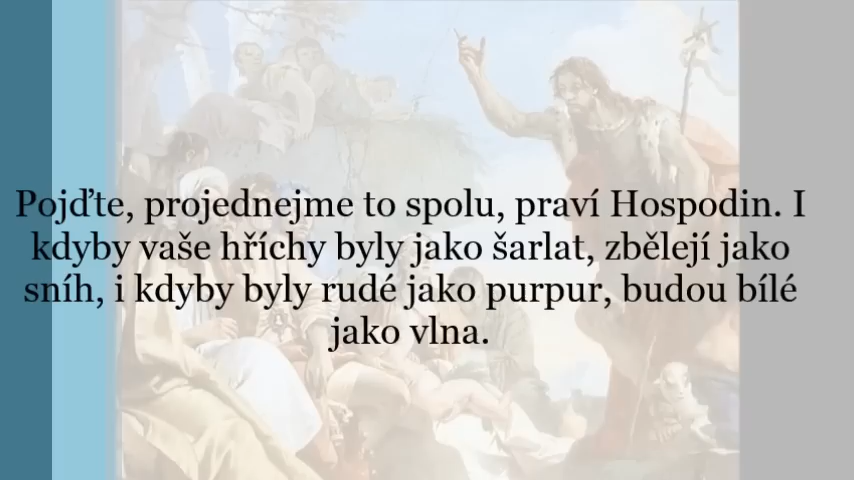 Pojďte, projednejme to spolu, praví Hospodin. I
kdyby vaše hříchy byly jako šarlat, zbělejí jako
sníh, i kdyby byly rudé jako purpur, budou bílé
jako vlna.